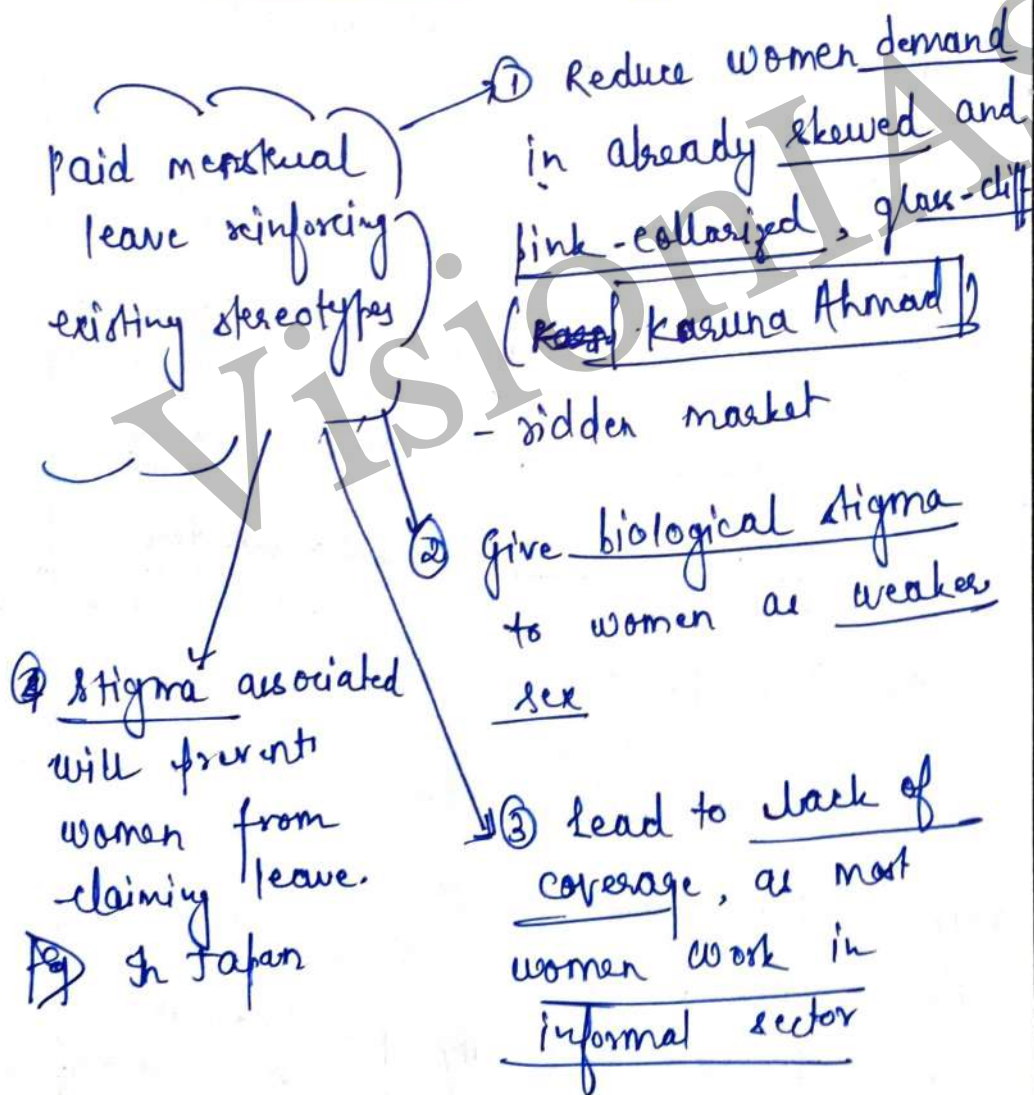 paid menstrual
leave reinforcing
existing stereotypes
① Reduce women demand
in already skewed and
pink-collarized, glass-cliff
(Karuna Ahmad)
- ridden market
② Give biological stigma
to women as weaker
sex
③ Lead to lack of
coverage, as most
women work in
informal sector
④ stigma associated
will prevent
women from
claiming leave.
Eg In Japan
VisionIAS